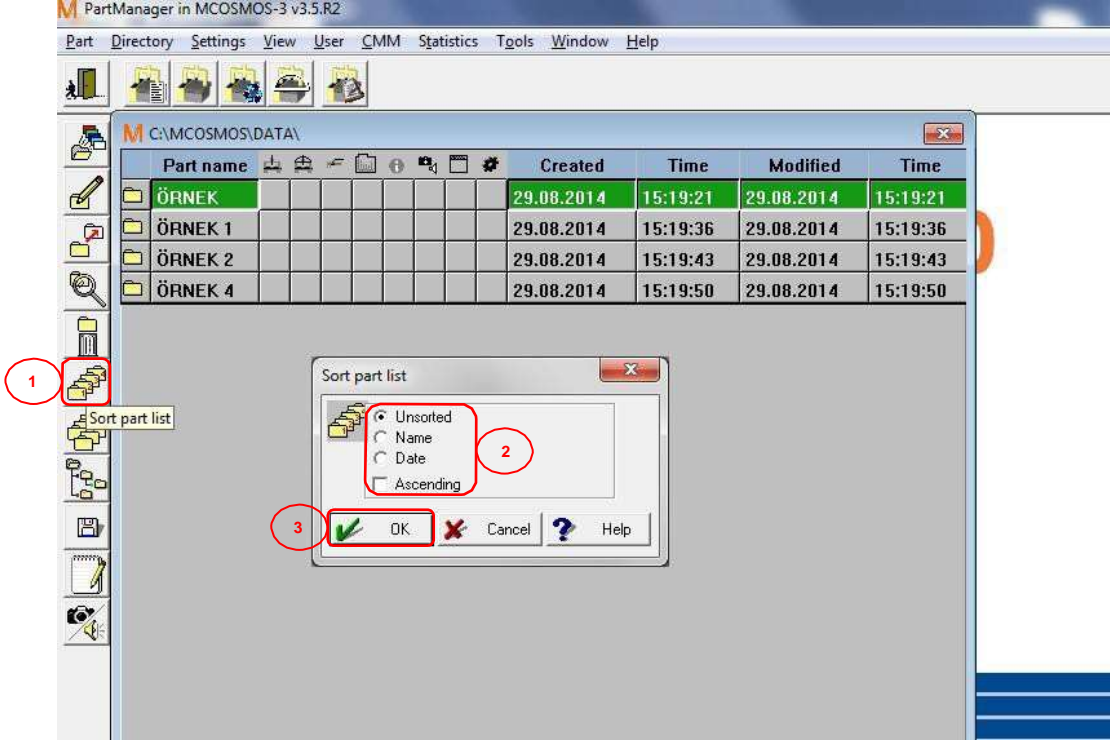 PartManager in MCOSMOS-3 v3.5.R2
Part Directory Settings View User CMM Statistics Tools Window Help
C:\MCOSMOS\DATA\
Part name Created Time Modified Time
ÖRNEK 29.08.2014 15:19:21 29.08.2014 15:19:21
ÖRNEK 1 29.08.2014 15:19:36 29.08.2014 15:19:36
ÖRNEK 2 29.08.2014 15:19:43 29.08.2014 15:19:43
ÖRNEK 4 29.08.2014 15:19:50 29.08.2014 15:19:50
1
Sort part list
Sort part list
Unsorted
Name
Date
Ascending
2
3
OK Cancel Help